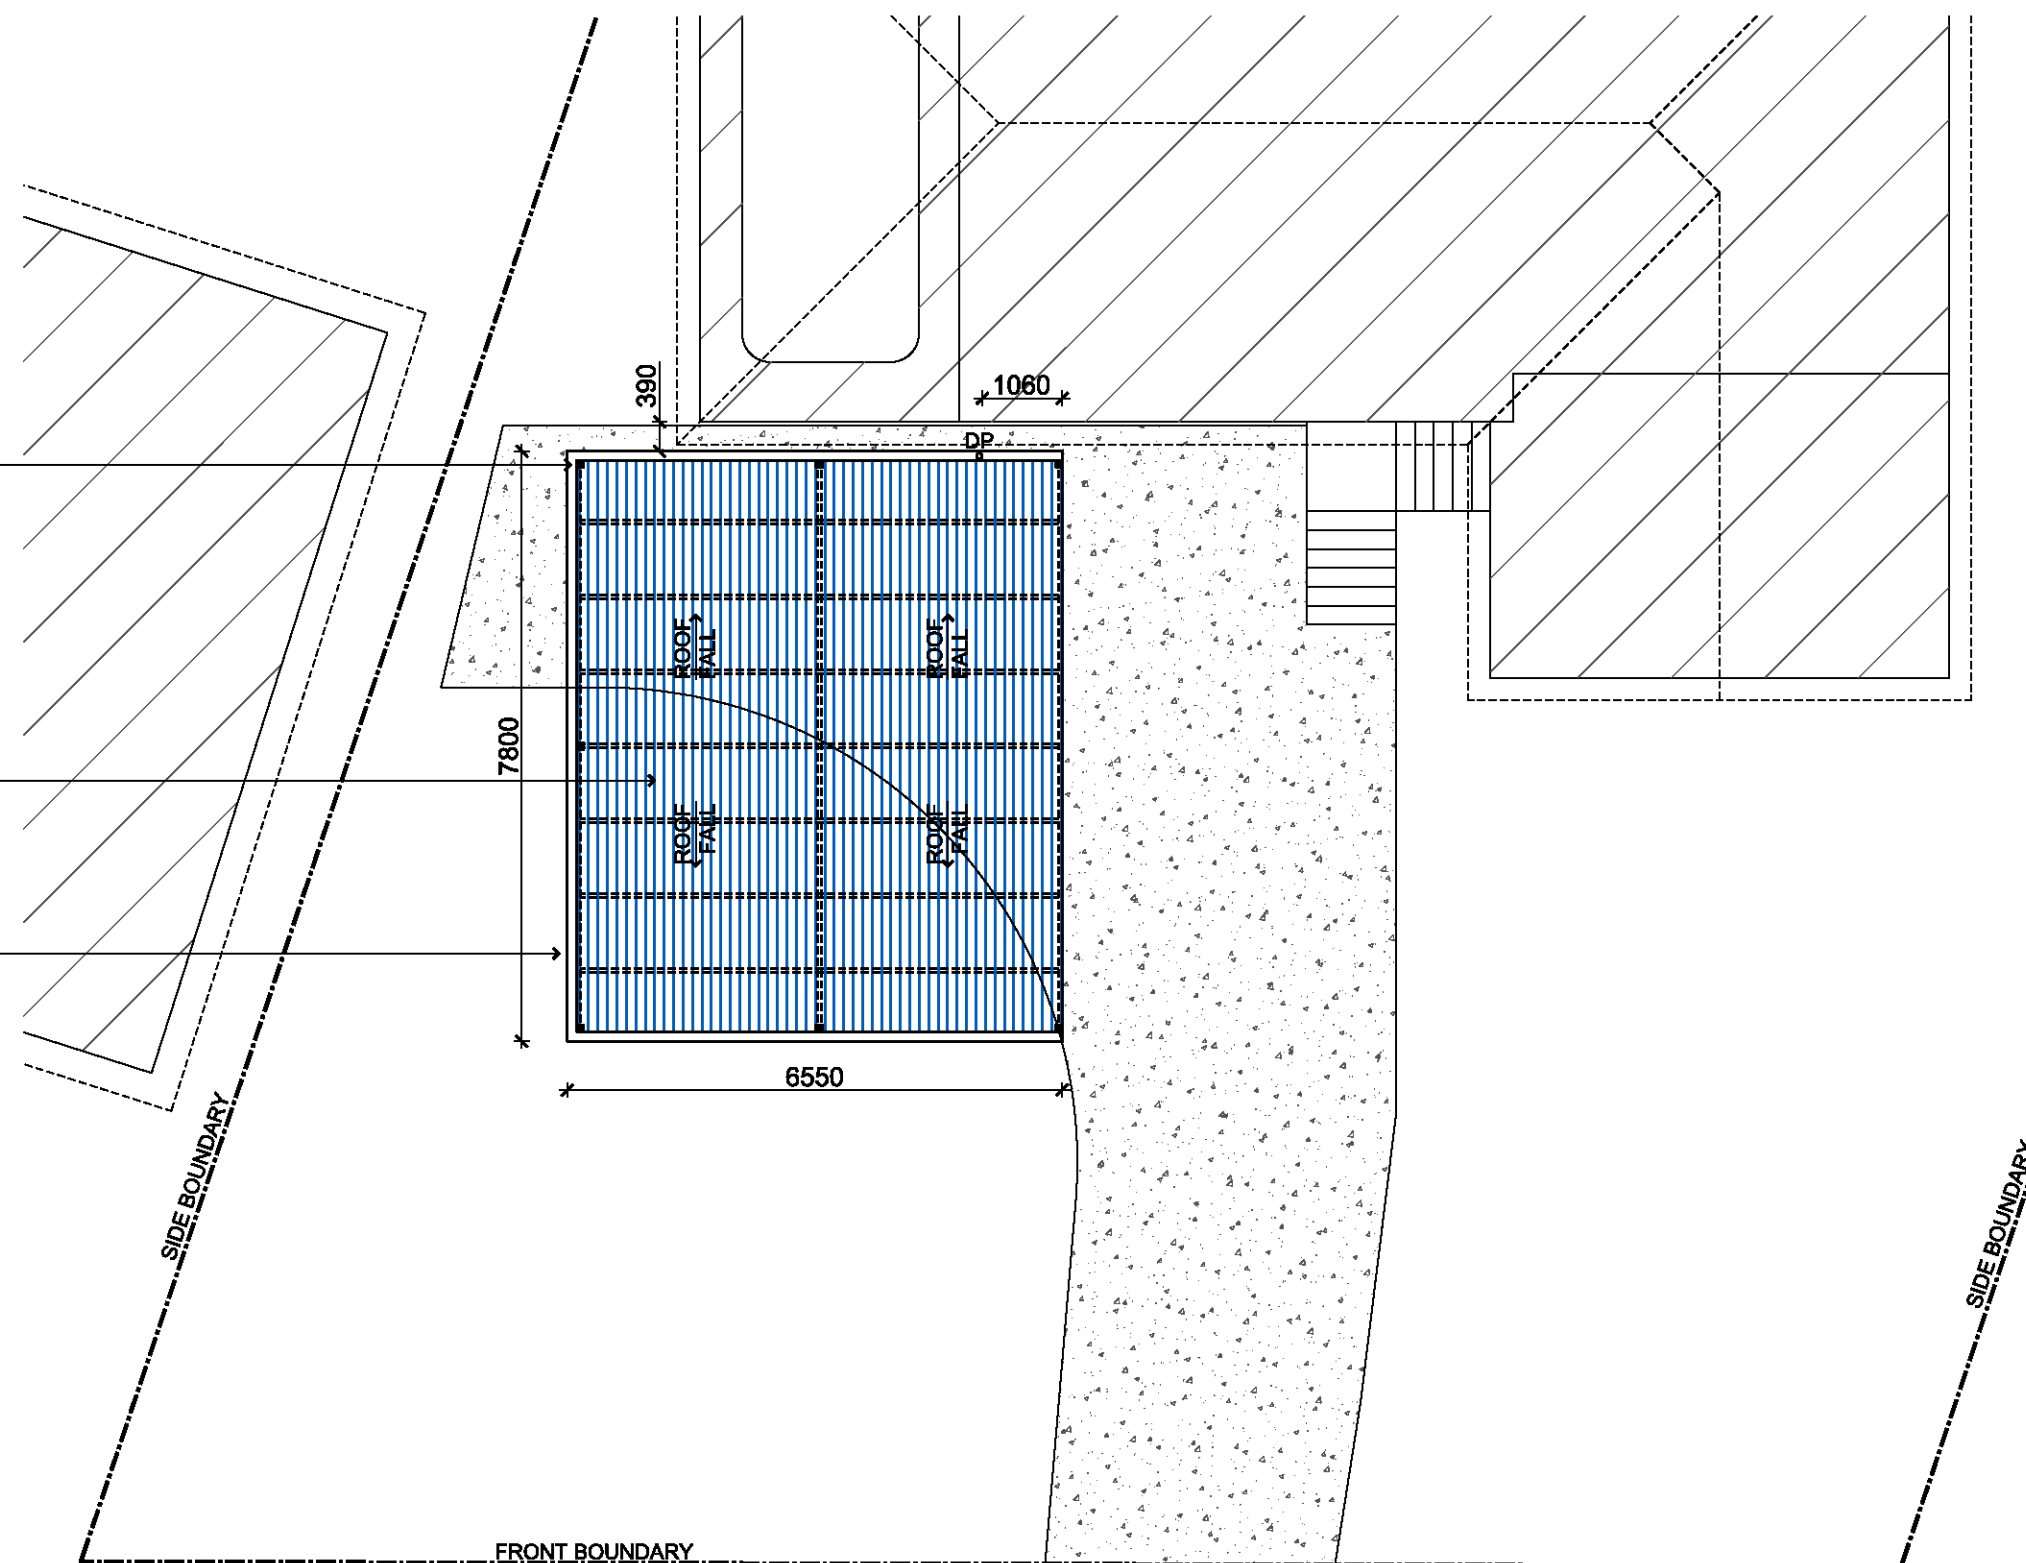 390
1060
DP
ROOF
FALL
ROOF
FALL
7800
ROOF
FALL
ROOF
FALL
6550
SIDE BOUNDARY
SIDE BOUNDARY
FRONT BOUNDARY